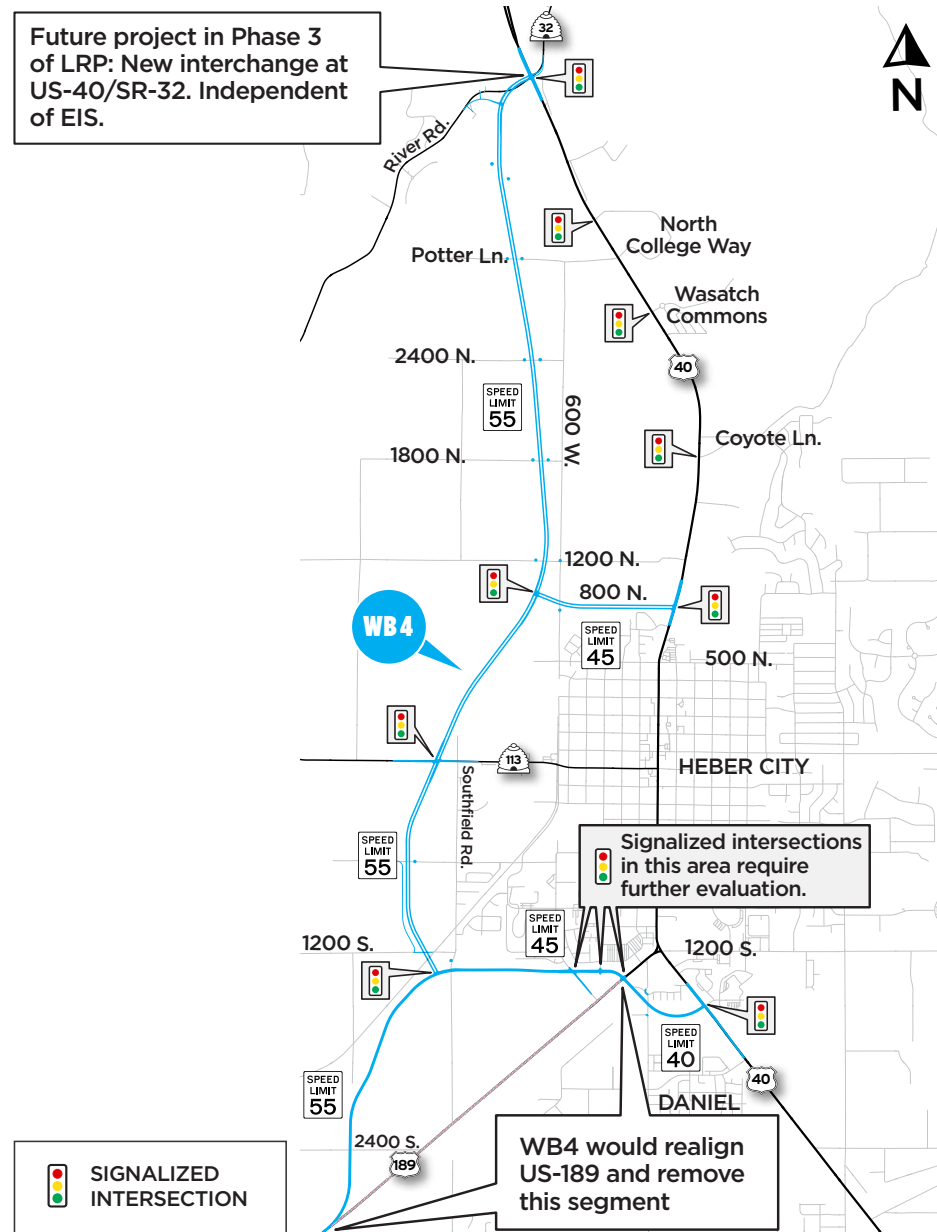 Future project in Phase 3
of LRP: New interchange at
US-40/SR-32. Independent
of EIS.
32
N
River Rd.
North
College Way
Potter Ln.
Wasatch
Commons
2400 N.
40
SPEED
LIMIT
55
600 W.
Coyote Ln.
1800 N.
1200 N.
800 N.
WB4
SPEED
LIMIT
45
500 N.
113
HEBER CITY
Southfield Rd.
SPEED
LIMIT
55
Signalized intersections
in this area require
further evaluation.
SPEED
LIMIT
45
1200 S.
1200 S.
SPEED
LIMIT
40
SPEED
LIMIT
55
40
DANIEL
2400 S.
189
WB4 would realign
US-189 and remove
this segment
SIGNALIZED
INTERSECTION